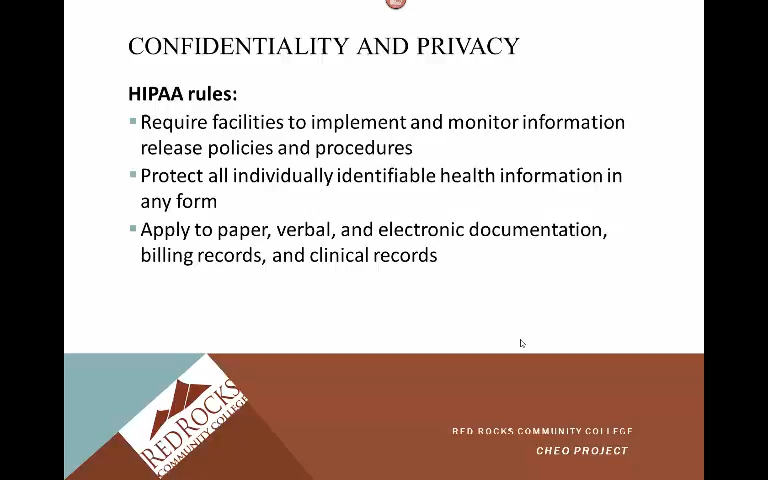 CONFIDENTIALITY AND PRIVACY
HIPAA rules:
Require facilities to implement and monitor information
release policies and procedures
Protect all individually identifiable health information in
any form
Apply to paper, verbal, and electronic documentation,
billing records, and clinical records
RED ROCKS
COMMUNITY COLLEGE
RED ROCKS COMMUNITY COLLEGE
CHEO PROJECT